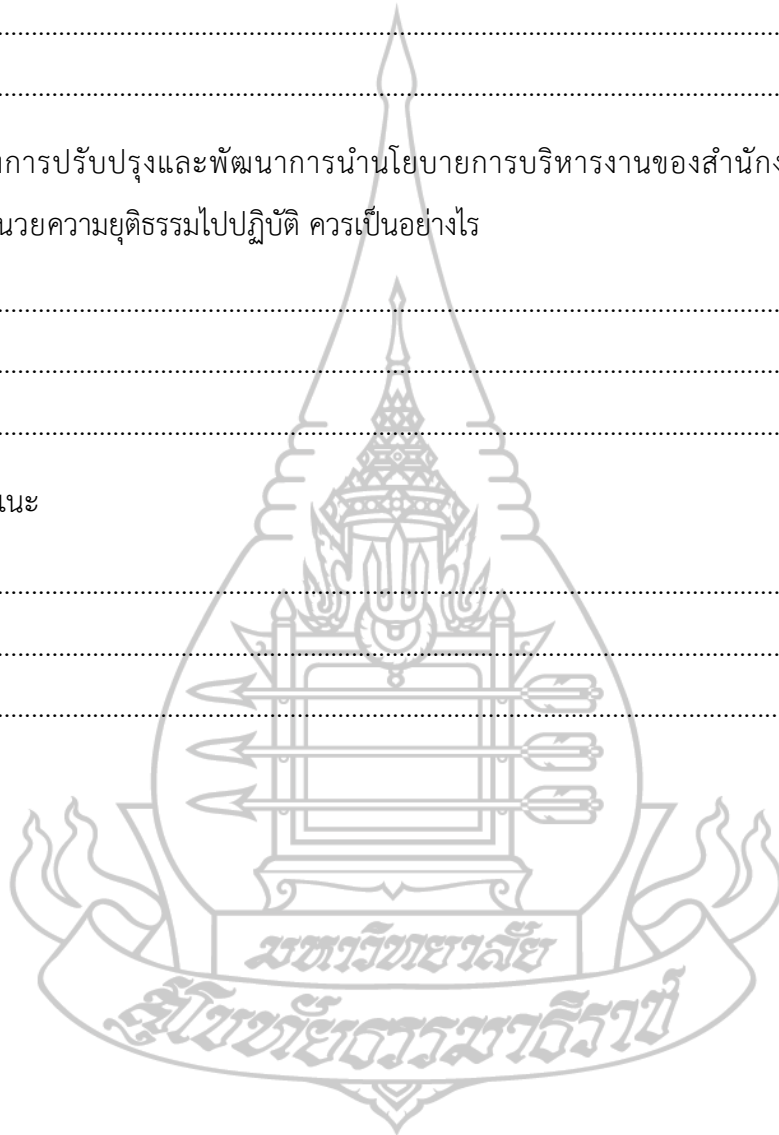 ................................................................................
................................................................................
การปรับปรุงและพัฒนาการนำนโยบายการบริหารงานของสำนักง
นวยความยุติธรรมไปปฏิบัติ ควรเป็นอย่างไร
................................................................................
................................................................................
................................................................................
แนะ
................................................................................
................................................................................
................................................................................
มหาวิทยาลัย
สุโขทัยธรรมาธิราช